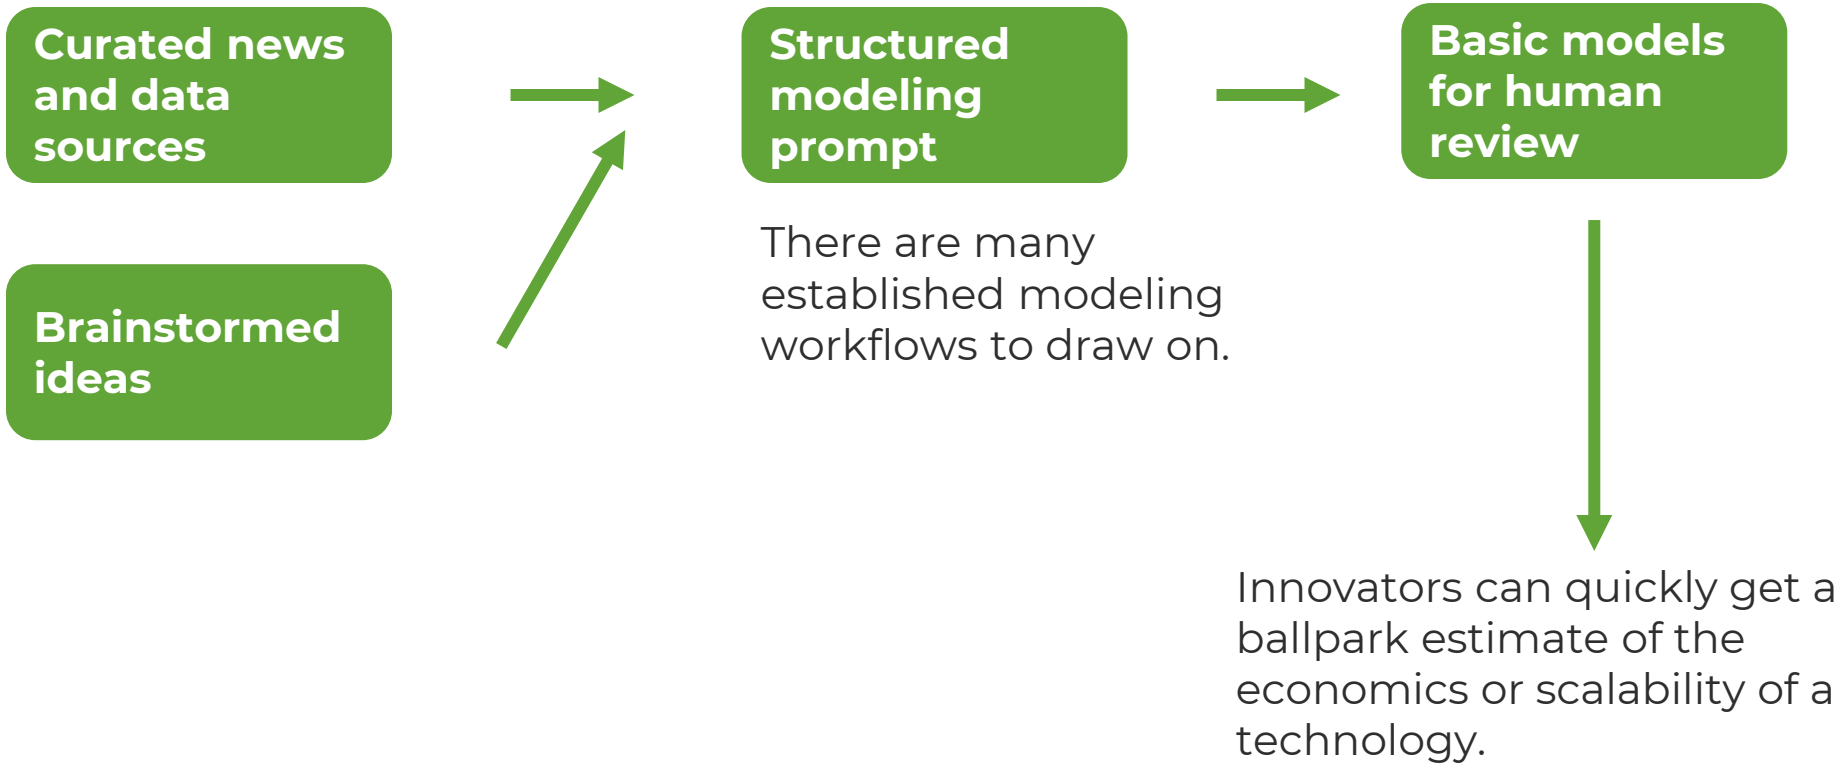 Curated news
and data
sources
Brainstormed
ideas
Structured
modeling
prompt
There are many
established modeling
workflows to draw on.
Basic models
for human
review
Innovators can quickly get a
ballpark estimate of the
economics or scalability of a
technology.